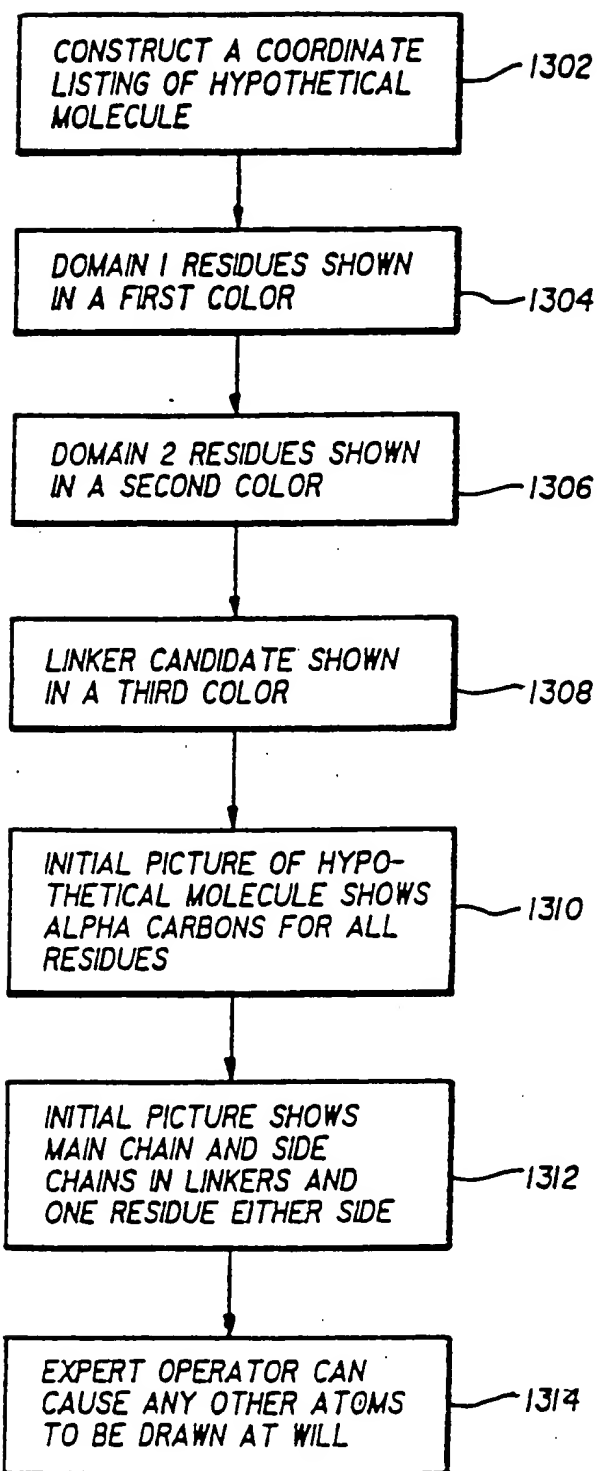 CONSTRUCT A COORDINATE
LISTING OF HYPOTHETICAL
MOLECULE
1302
DOMAIN 1 RESIDUES SHOWN
IN A FIRST COLOR
1304
DOMAIN 2 RESIDUES SHOWN
IN A SECOND COLOR
1306
LINKER CANDIDATE SHOWN
IN A THIRD COLOR
1308
INITIAL PICTURE OF HYPO-
THETICAL MOLECULE SHOWS
ALPHA CARBONS FOR ALL
RESIDUES
1310
INITIAL PICTURE SHOWS
MAIN CHAIN AND SIDE
CHAINS IN LINKERS AND
ONE RESIDUE EITHER SIDE
1312
EXPERT OPERATOR CAN
CAUSE ANY OTHER ATOMS
TO BE DRAWN AT WILL
1314